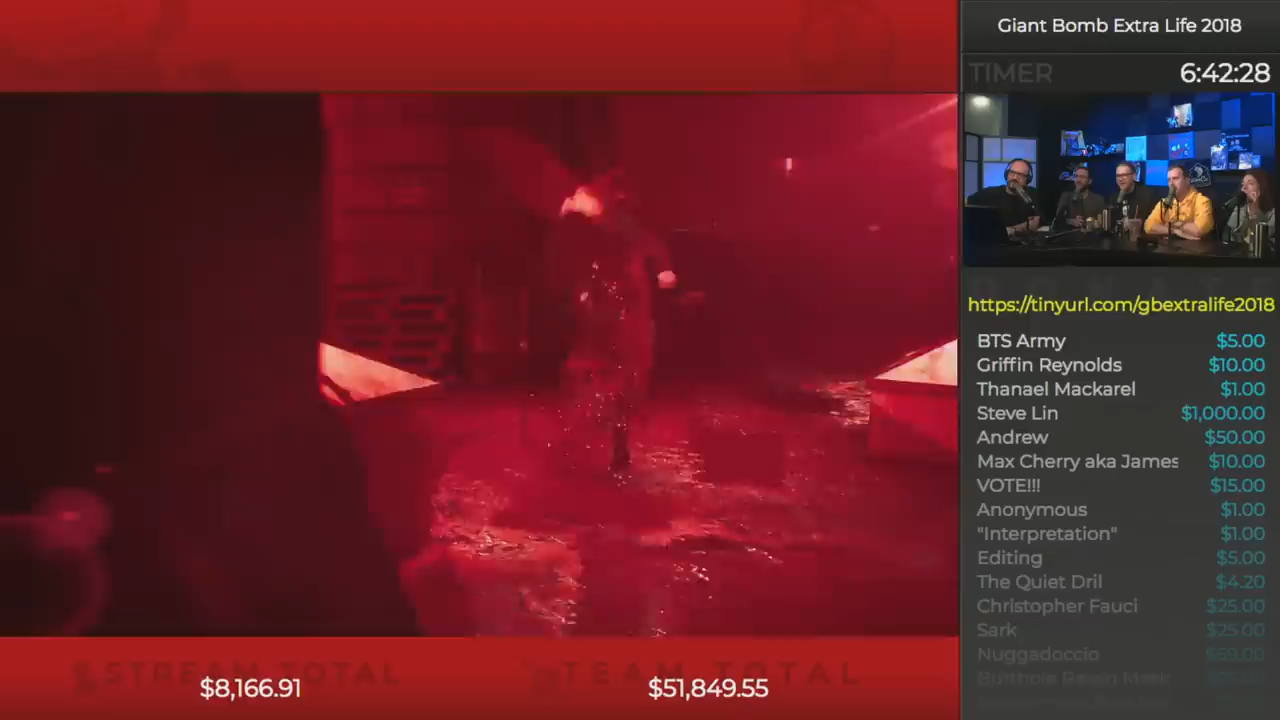 Giant Bomb Extra Life 2018
TIMER
6:42:28
https://tinyurl.com/gbextralife2018
BTS Army $5.00
Griffin Reynolds $10.00
Thanael Mackarel $1.00
Steve Lin $1,000.00
Andrew $50.00
Max Cherry aka James $10.00
VOTE!!! $15.00
Anonymous $1.00
"Interpretation" $1.00
Editing $5.00
The Quiet Dril $4.20
Christopher Fauci $25.00
Sark $25.00
Nuggadoccio $69.00
STREAM TOTAL
$8,166.91
TEAM TOTAL
$51,849.55